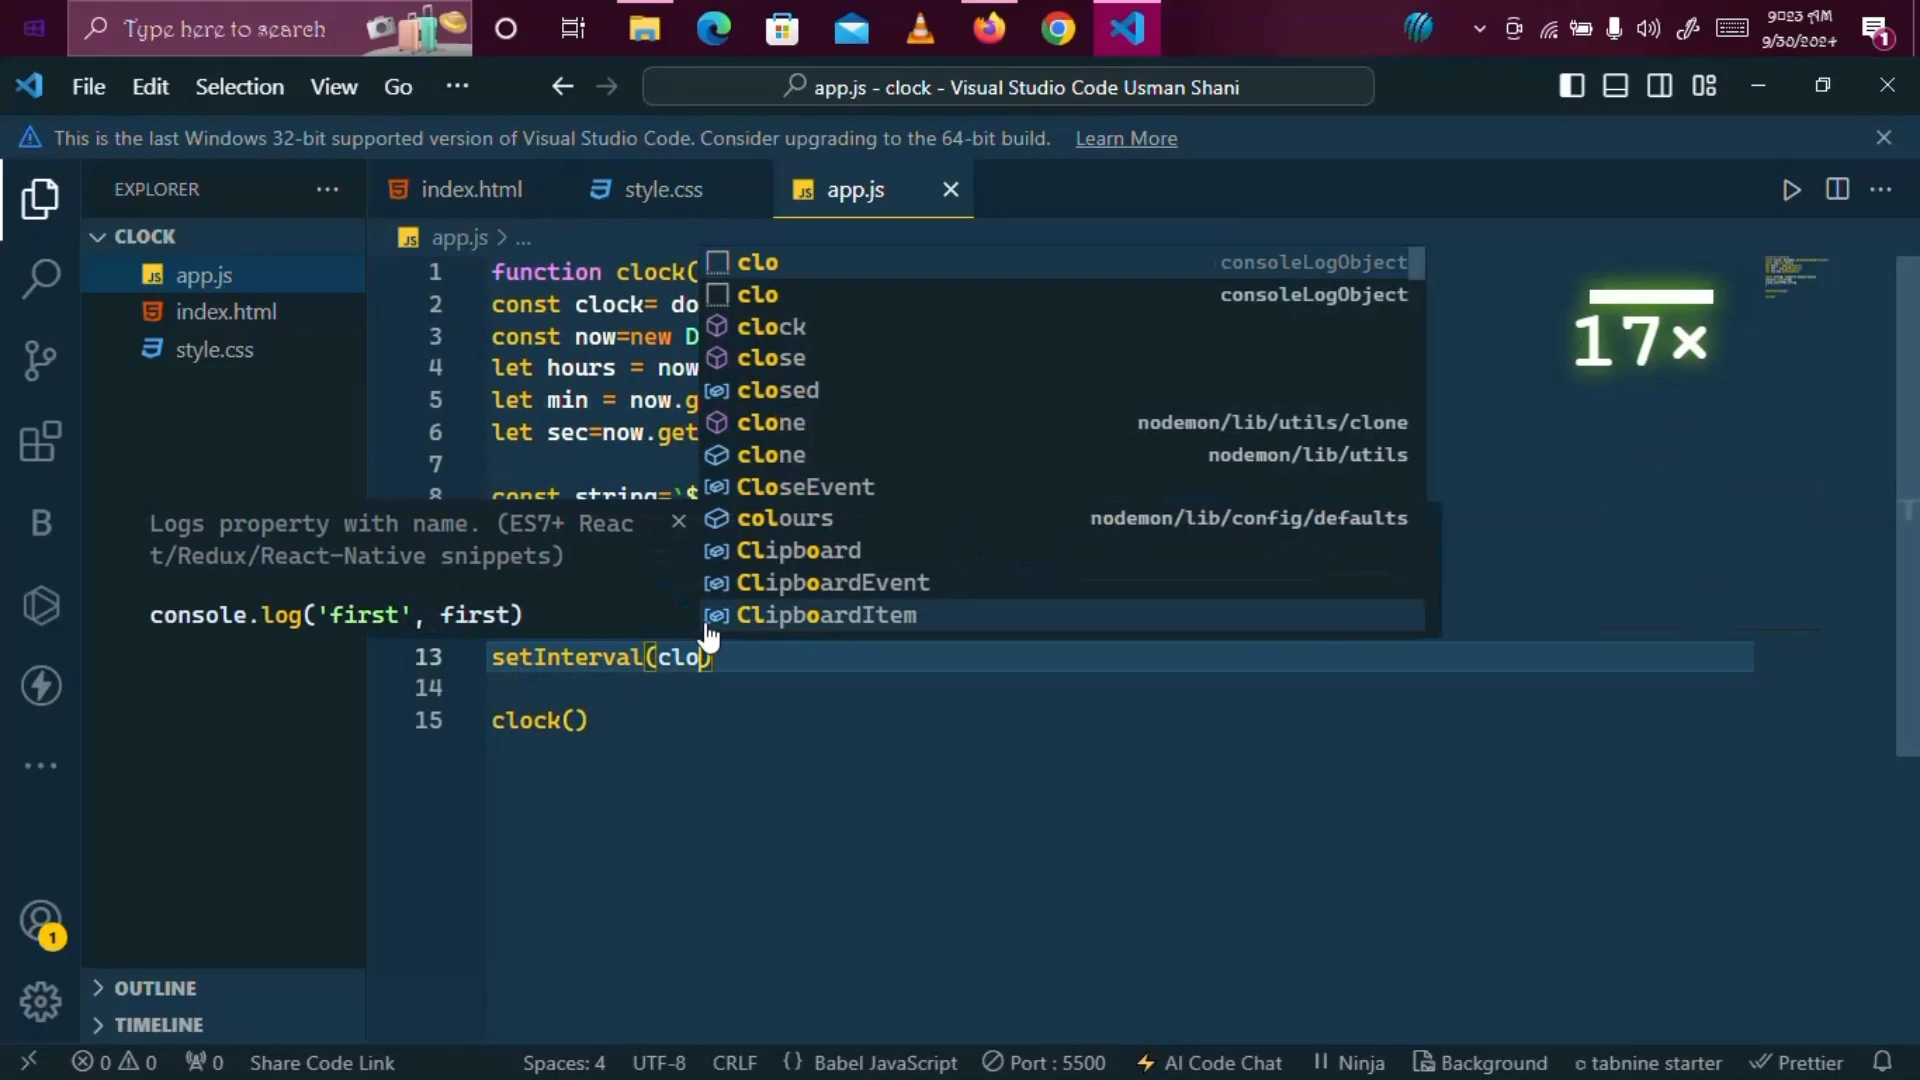 Type here to search
9:23 AM
9/30/2024
1
File Edit Selection View Go ...
app.js - clock - Visual Studio Code Usman Shani
This is the last Windows 32-bit supported version of Visual Studio Code. Consider upgrading to the 64-bit build. Learn More
EXPLORER
index.html
style.css
JS app.js
CLOCK
JS app.js
index.html
style.css
JS app.js > ...
1 function clock(
2 const clock= do
3 const now=new D
4 let hours = now
5 let min = now.g
6 let sec=now.get
7
8 const string=`$
clo consoleLogObject
clo consoleLogObject
clock
close
closed
clone nodemon/lib/utils/clone
clone nodemon/lib/utils
CloseEvent
colours nodemon/lib/config/defaults
Clipboard
ClipboardEvent
ClipboardItem
Logs property with name. (ES7+ Reac
t/Redux/React-Native snippets)
console.log('first', first)
17×
13 setInterval(clo)
14
15 clock()
B
1
OUTLINE
TIMELINE
0 0 0 Share Code Link Spaces: 4 UTF-8 CRLF {} Babel JavaScript Port : 5500 AI Code Chat Ninja Background tabnine starter Prettier